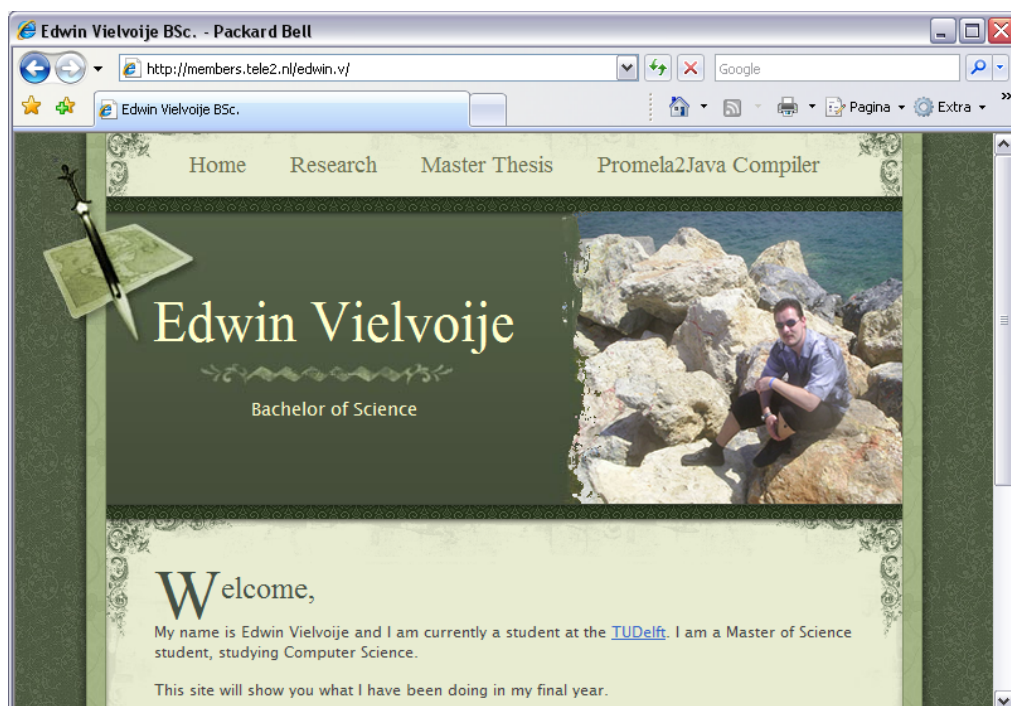 Edwin Vielvoije BSc. - Packard Bell
http://members.tele2.nl/edwin.v/
Google
Edwin Vielvoije BSc.
Pagina
Extra
»
Home Research Master Thesis Promela2Java Compiler
Edwin Vielvoije
Bachelor of Science
Welcome,
My name is Edwin Vielvoije and I am currently a student at the TUDelft. I am a Master of Science
student, studying Computer Science.
This site will show you what I have been doing in my final year.